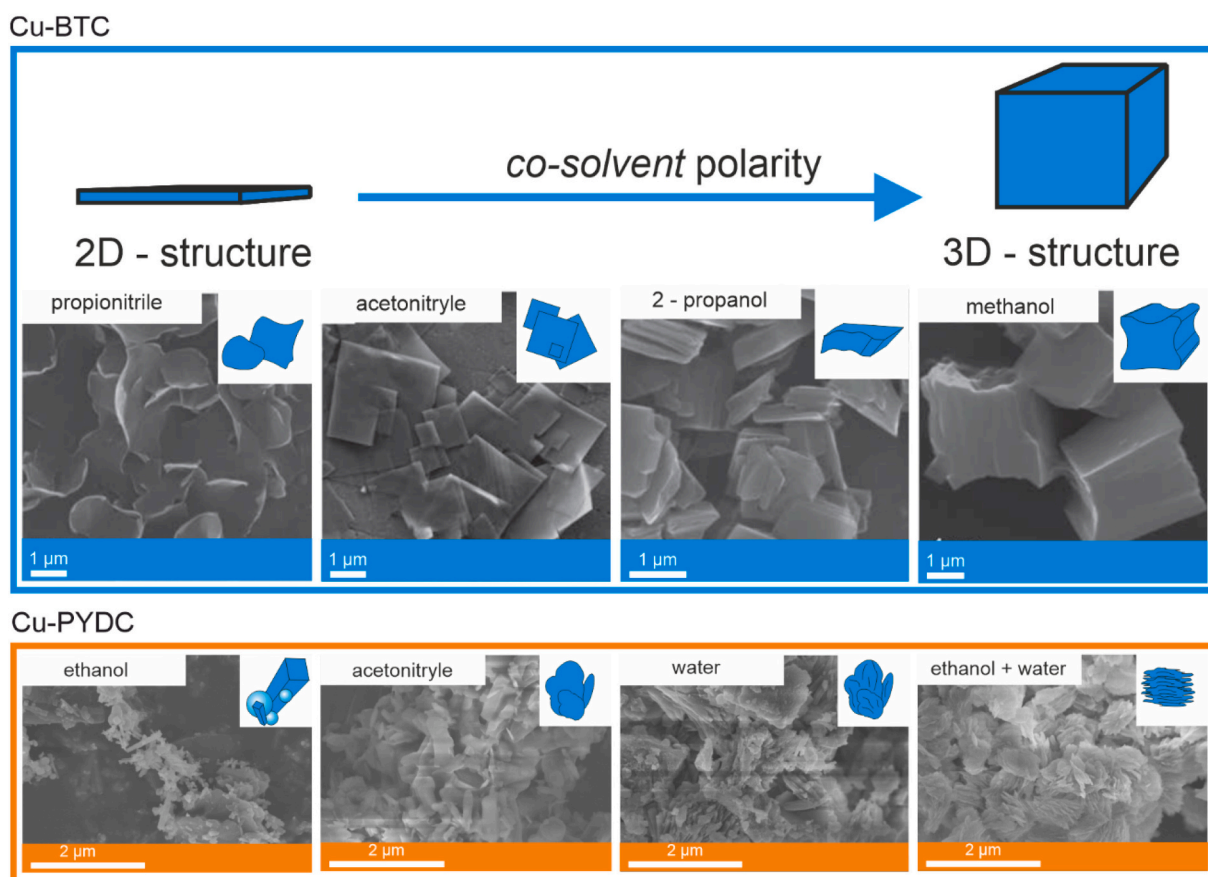 Cu-BTC
co-solvent polarity
2D - structure
3D - structure
propionitrile
acetonitryle
2 - propanol
methanol
1 µm
1 µm
1 µm
1 µm
Cu-PYDC
ethanol
acetonitryle
water
ethanol + water
2 µm
2 µm
2 µm
2 µm